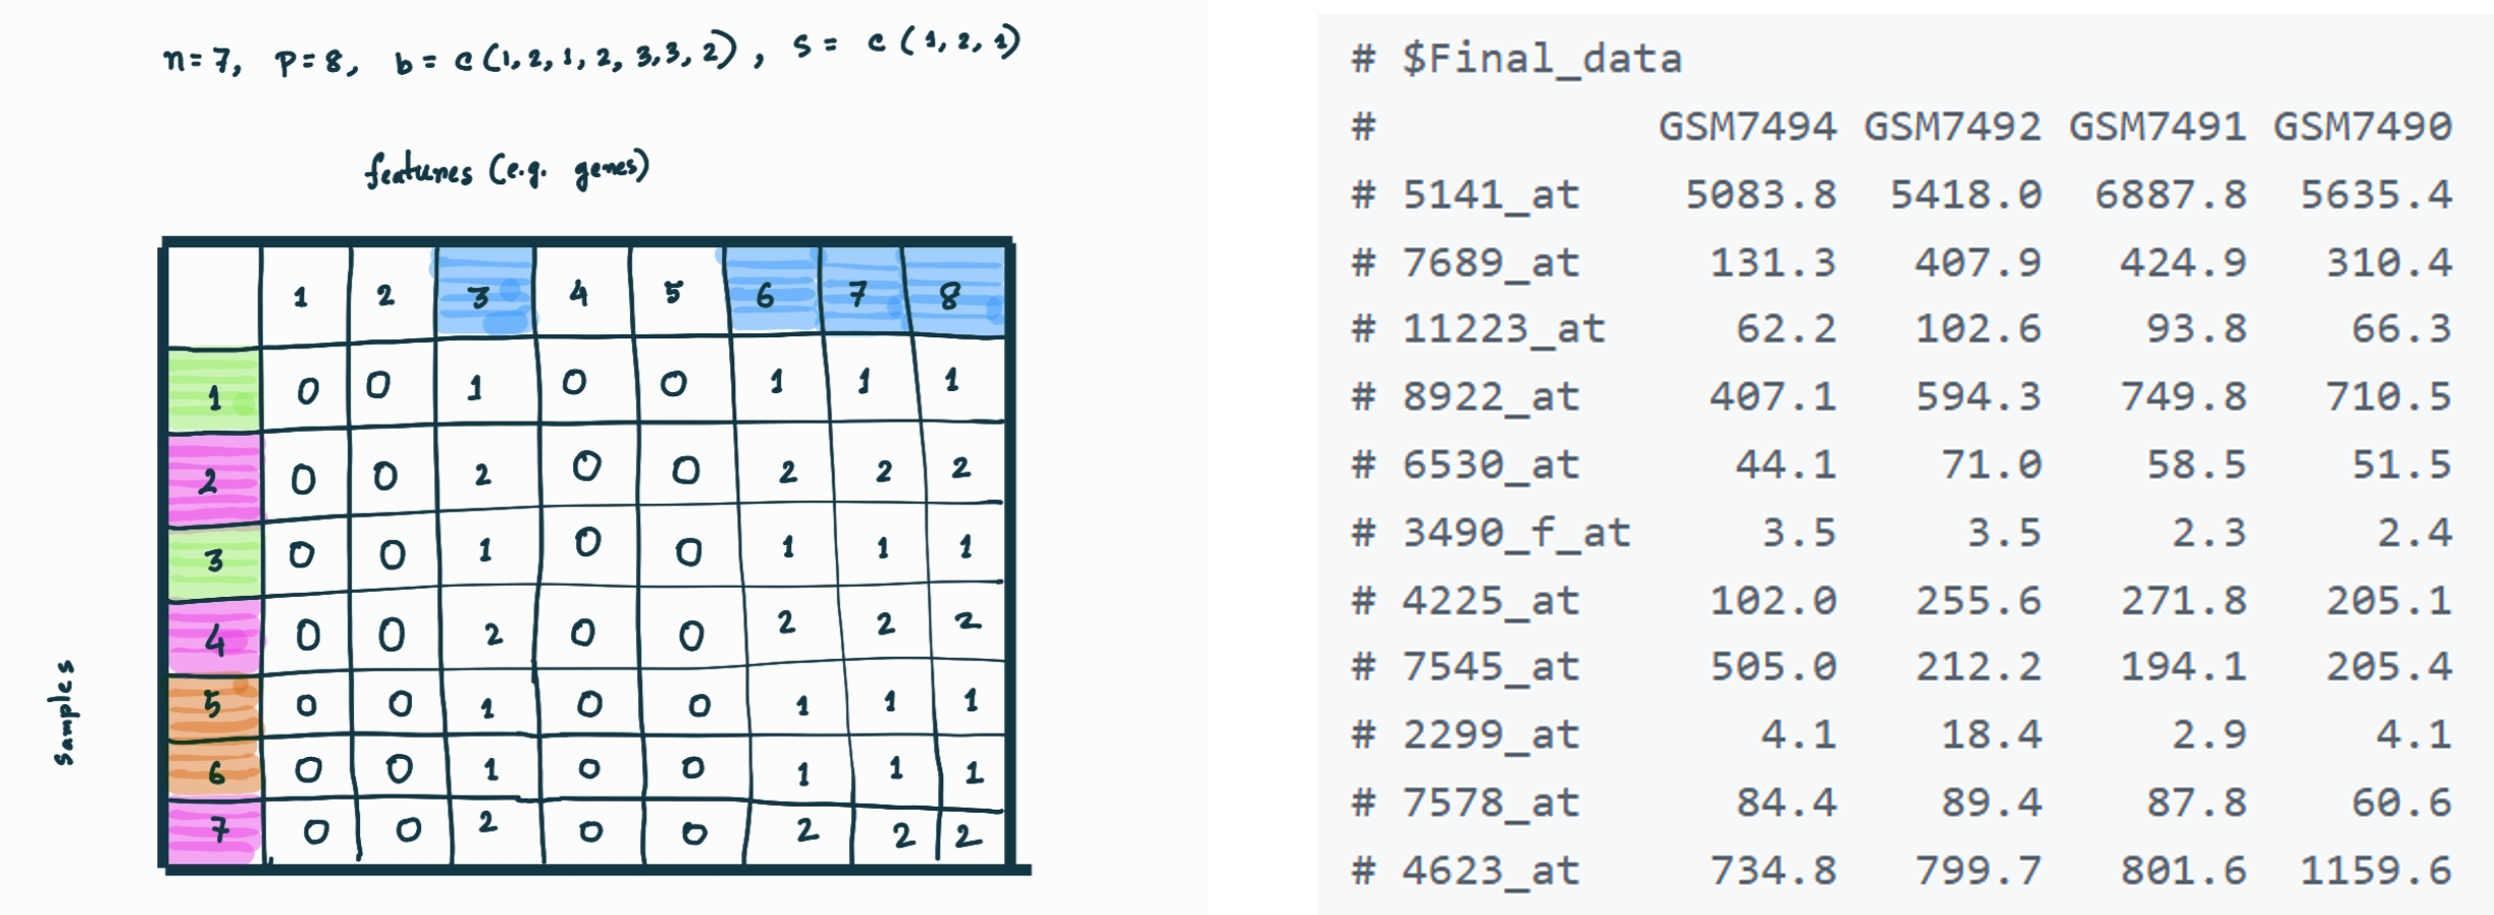 n=7, p=8, b= c(1,2,1,2,3,3,2), s= c(1,2,1)
features (e.g. genes)
1 2 3 4 5 6 7 8
1 0 0 1 0 0 1 1 1
2 0 0 2 0 0 2 2 2
3 0 0 1 0 0 1 1 1
4 0 0 2 0 0 2 2 2
5 0 0 1 0 0 1 1 1
6 0 0 1 0 0 1 1 1
7 0 0 2 0 0 2 2 2
samples
# $Final_data
# GSM7494 GSM7492 GSM7491 GSM7490
# 5141_at 5083.8 5418.0 6887.8 5635.4
# 7689_at 131.3 407.9 424.9 310.4
# 11223_at 62.2 102.6 93.8 66.3
# 8922_at 407.1 594.3 749.8 710.5
# 6530_at 44.1 71.0 58.5 51.5
# 3490_f_at 3.5 3.5 2.3 2.4
# 4225_at 102.0 255.6 271.8 205.1
# 7545_at 505.0 212.2 194.1 205.4
# 2299_at 4.1 18.4 2.9 4.1
# 7578_at 84.4 89.4 87.8 60.6
# 4623_at 734.8 799.7 801.6 1159.6